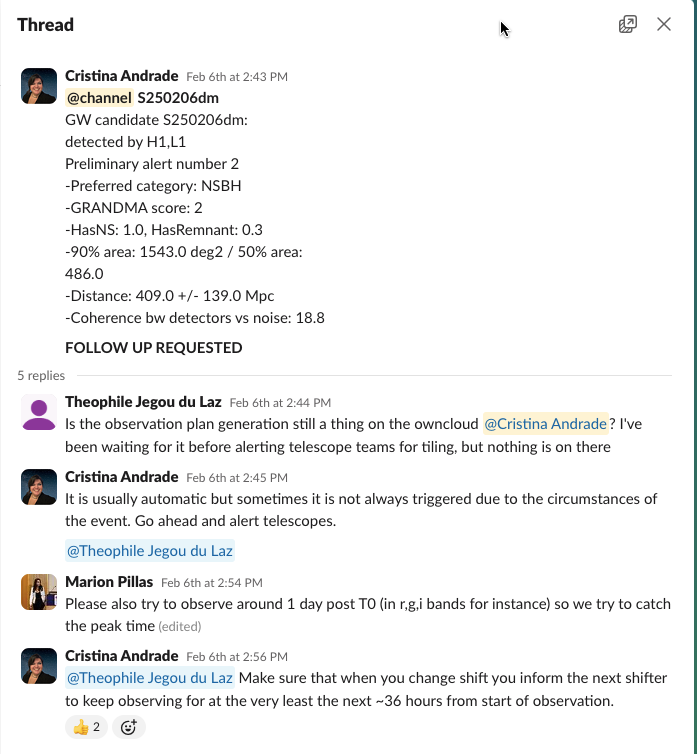 Thread
Cristina Andrade Feb 6th at 2:43 PM
@channel S250206dm
GW candidate S250206dm:
detected by H1,L1
Preliminary alert number 2
-Preferred category: NSBH
-GRANDMA score: 2
-HasNS: 1.0, HasRemnant: 0.3
-90% area: 1543.0 deg2 / 50% area:
486.0
-Distance: 409.0 +/- 139.0 Mpc
-Coherence bw detectors vs noise: 18.8
FOLLOW UP REQUESTED
5 replies
Theophile Jegou du Laz Feb 6th at 2:44 PM
Is the observation plan generation still a thing on the owncloud @Cristina Andrade? I've
been waiting for it before alerting telescope teams for tiling, but nothing is on there
Cristina Andrade Feb 6th at 2:45 PM
It is usually automatic but sometimes it is not always triggered due to the circumstances of
the event. Go ahead and alert telescopes.
@Theophile Jegou du Laz
Marion Pillas Feb 6th at 2:54 PM
Please also try to observe around 1 day post T0 (in r,g,i bands for instance) so we try to catch
the peak time (edited)
Cristina Andrade Feb 6th at 2:56 PM
@Theophile Jegou du Laz Make sure that when you change shift you inform the next shifter
to keep observing for at the very least the next ~36 hours from start of observation.
👍 2